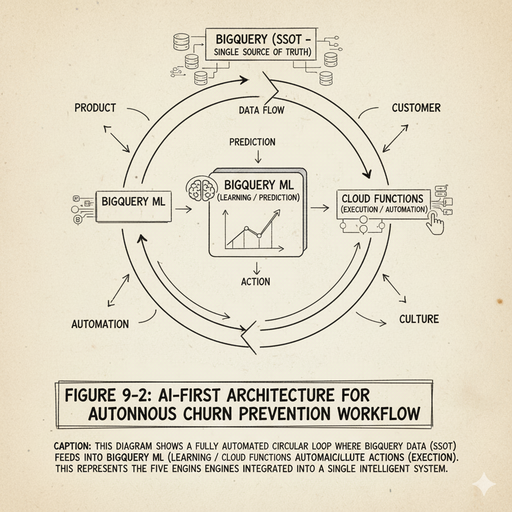 BIGQUERY (SSOT –
SINGLE SOURCE OF TRUTH)
PRODUCT
DATA FLOW
CUSTOMER
PREDICTION
BIGQUERY ML
BIGQUERY ML
(LEARNING / PREDICTION)
CLOUD FUNCTIONS
(EXECUTION / AUTOMATION)
ACTION
AUTOMATION
CULTURE
FIGURE 9-2: AI-FIRST ARCHITECTURE FOR
AUTONNOUS CHURN PREVENTION WORKFLOW
CAPTION: THIS DIAGRAM SHOWS A FULLY AUTOMATED CIRCULAR LOOP WHERE BIGQUERY DATA (SSOT)
FEEDS INTO BIGQUERY ML (LEARNING / CLOUD FUNCTIONS AUTOMAICILLUTE ACTIONS (EXECTION).
THIS REPRESENTS THE FIVE ENGINS ENGINES INTEGRATED INTO A SINGLE INTELLIGENT SYSTEM.